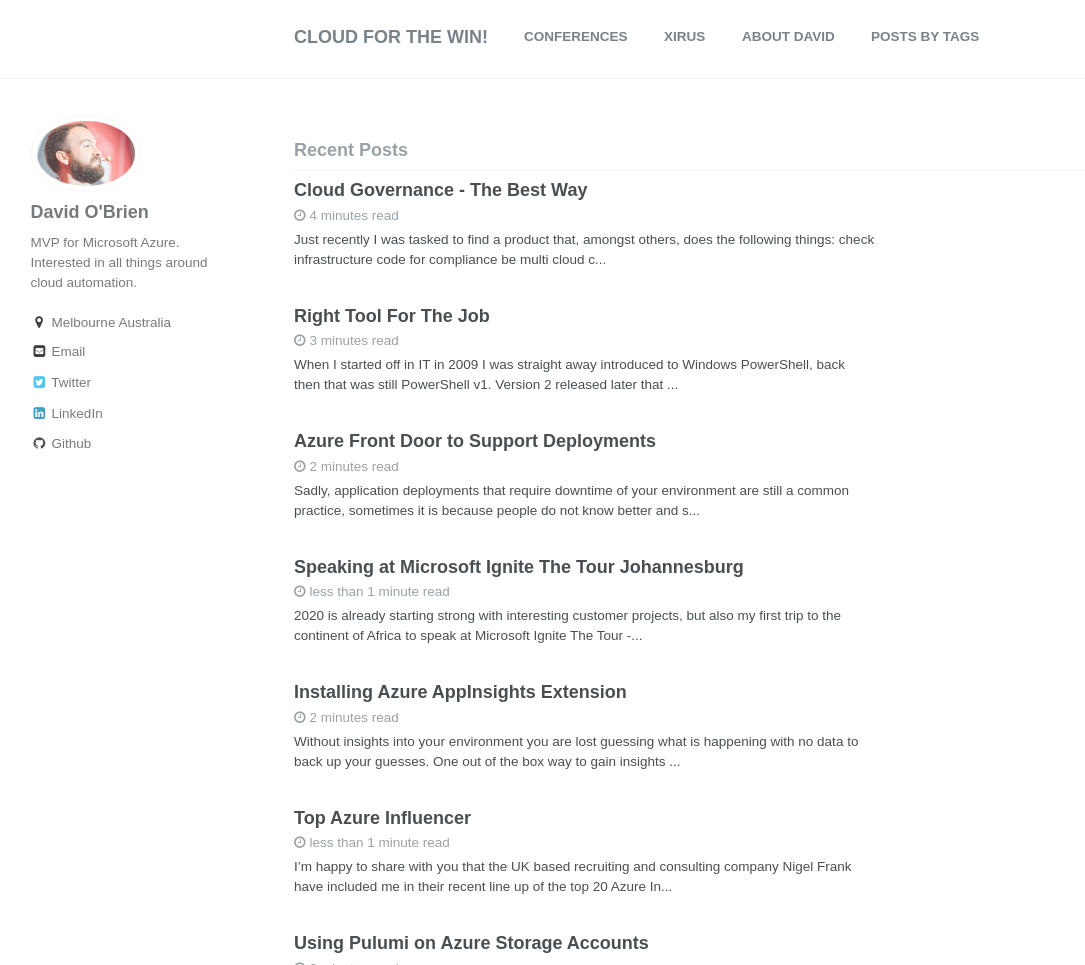 CLOUD FOR THE WIN!
CONFERENCES
XIRUS
ABOUT DAVID
POSTS BY TAGS
David O'Brien
MVP for Microsoft Azure.
Interested in all things around
cloud automation.
Melbourne Australia
Email
Twitter
LinkedIn
Github
Recent Posts
Cloud Governance - The Best Way
4 minutes read
Just recently I was tasked to find a product that, amongst others, does the following things: check
infrastructure code for compliance be multi cloud c...
Right Tool For The Job
3 minutes read
When I started off in IT in 2009 I was straight away introduced to Windows PowerShell, back
then that was still PowerShell v1. Version 2 released later that ...
Azure Front Door to Support Deployments
2 minutes read
Sadly, application deployments that require downtime of your environment are still a common
practice, sometimes it is because people do not know better and s...
Speaking at Microsoft Ignite The Tour Johannesburg
less than 1 minute read
2020 is already starting strong with interesting customer projects, but also my first trip to the
continent of Africa to speak at Microsoft Ignite The Tour -...
Installing Azure AppInsights Extension
2 minutes read
Without insights into your environment you are lost guessing what is happening with no data to
back up your guesses. One out of the box way to gain insights ...
Top Azure Influencer
less than 1 minute read
I’m happy to share with you that the UK based recruiting and consulting company Nigel Frank
have included me in their recent line up of the top 20 Azure In...
Using Pulumi on Azure Storage Accounts